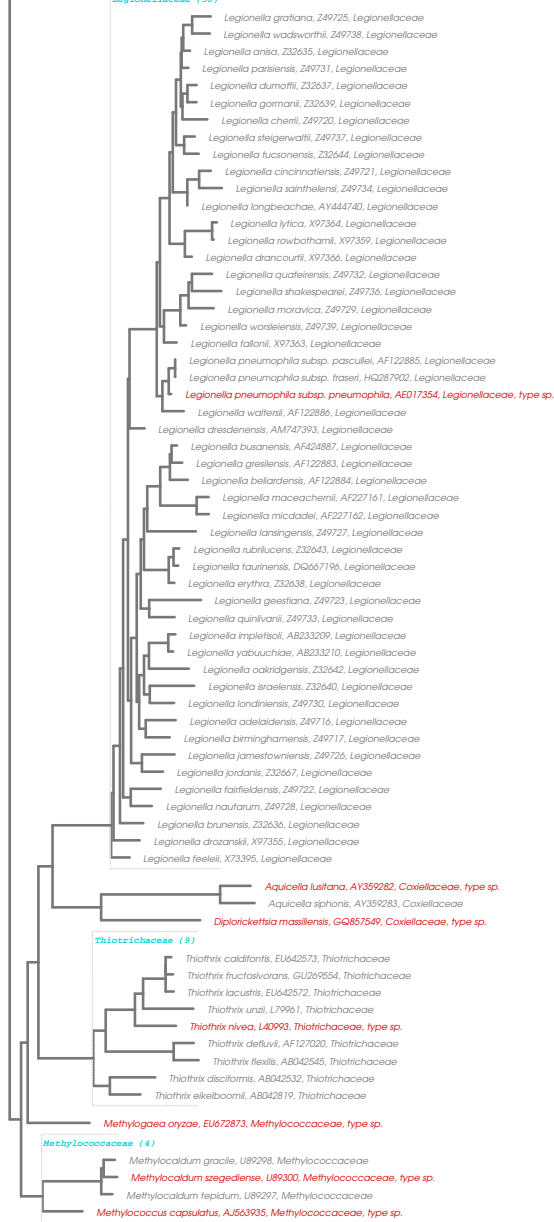 Legionella gratiana, Z49725, Legionellaceae
Legionella wadsworthii, Z49738, Legionellaceae
Legionella anisa, Z32635, Legionellaceae
Legionella parisiensis, Z49731, Legionellaceae
Legionella dumoffii, Z32637, Legionellaceae
Legionella gormanii, Z32639, Legionellaceae
Legionella cherrii, Z49720, Legionellaceae
Legionella steigerwaltii, Z49737, Legionellaceae
Legionella tucsonensis, Z32644, Legionellaceae
Legionella cincinnatiensis, Z49721, Legionellaceae
Legionella sainthelensi, Z49734, Legionellaceae
Legionella longbeachae, AY444740, Legionellaceae
Legionella lytica, X97364, Legionellaceae
Legionella rowbothamii, X97359, Legionellaceae
Legionella drancourtii, X97366, Legionellaceae
Legionella quateirensis, Z49732, Legionellaceae
Legionella shakespearei, Z49736, Legionellaceae
Legionella moravica, Z49729, Legionellaceae
Legionella worsleiensis, Z49739, Legionellaceae
Legionella fallonii, X97363, Legionellaceae
Legionella pneumophila subsp. pascullei, AF122885, Legionellaceae
Legionella pneumophila subsp. fraseri, HQ287902, Legionellaceae
Legionella pneumophila subsp. pneumophila, AE017354, Legionellaceae, type sp.
Legionella waltersii, AF122886, Legionellaceae
Legionella dresdenensis, AM747393, Legionellaceae
Legionella busanensis, AF424887, Legionellaceae
Legionella gresilensis, AF122883, Legionellaceae
Legionella beliardensis, AF122884, Legionellaceae
Legionella maceachernii, AF227161, Legionellaceae
Legionella micdadei, AF227162, Legionellaceae
Legionella lansingensis, Z49727, Legionellaceae
Legionella rubrilucens, Z32643, Legionellaceae
Legionella taurinensis, DQ667196, Legionellaceae
Legionella erythra, Z32638, Legionellaceae
Legionella geestiana, Z49723, Legionellaceae
Legionella quinlivanii, Z49733, Legionellaceae
Legionella impletisoli, AB233209, Legionellaceae
Legionella yabuuchiae, AB233210, Legionellaceae
Legionella oakridgensis, Z32642, Legionellaceae
Legionella israelensis, Z32640, Legionellaceae
Legionella londiniensis, Z49730, Legionellaceae
Legionella adelaidensis, Z49716, Legionellaceae
Legionella birminghamensis, Z49717, Legionellaceae
Legionella jamestowniensis, Z49726, Legionellaceae
Legionella jordanis, Z32667, Legionellaceae
Legionella fairfieldensis, Z49722, Legionellaceae
Legionella nautarum, Z49728, Legionellaceae
Legionella brunensis, Z32636, Legionellaceae
Legionella drozanskii, X97355, Legionellaceae
Legionella feeleii, X73395, Legionellaceae
Aquicella lusitana, AY359282, Coxiellaceae, type sp.
Aquicella siphonis, AY359283, Coxiellaceae
Diplorickettsia massiliensis, GQ857549, Coxiellaceae, type sp.
Thiotrichaceae (9)
Thiothrix caldifontis, EU642573, Thiotrichaceae
Thiothrix fructosivorans, GU269554, Thiotrichaceae
Thiothrix lacustris, EU642572, Thiotrichaceae
Thiothrix unzii, L79961, Thiotrichaceae
Thiothrix nivea, L40993, Thiotrichaceae, type sp.
Thiothrix defluvii, AF127020, Thiotrichaceae
Thiothrix flexilis, AB042545, Thiotrichaceae
Thiothrix disciformis, AB042532, Thiotrichaceae
Thiothrix eikelboomii, AB042819, Thiotrichaceae
Methylogaea oryzae, EU672873, Methylococcaceae, type sp.
Methylococcaceae (4)
Methylocaldum gracile, U89298, Methylococcaceae
Methylocaldum szegediense, U89300, Methylococcaceae, type sp.
Methylocaldum tepidum, U89297, Methylococcaceae
Methylococcus capsulatus, AJ563935, Methylococcaceae, type sp.